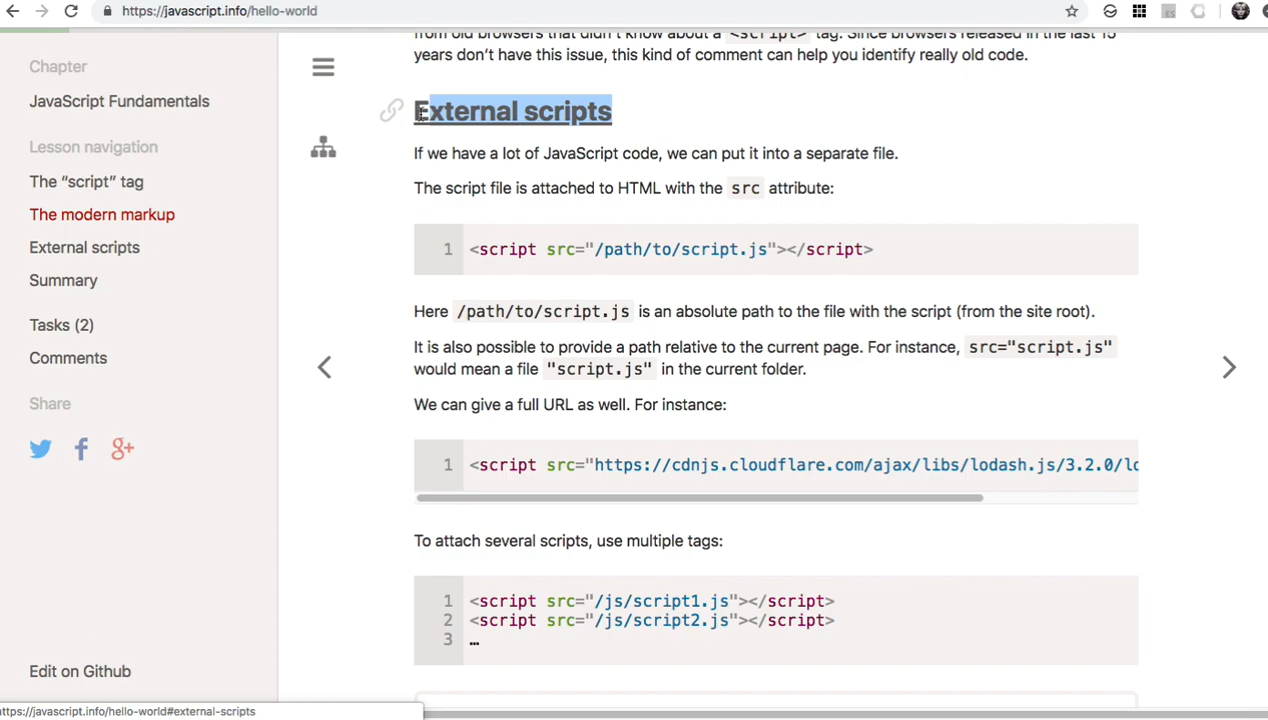 https://javascript.info/hello-world
Chapter
JavaScript Fundamentals
Lesson navigation
The “script” tag
The modern markup
External scripts
Summary
Tasks (2)
Comments
Share
Edit on Github
from old browsers that didn’t know about a <script> tag. Since browsers released in the last 15
years don’t have this issue, this kind of comment can help you identify really old code.
External scripts
If we have a lot of JavaScript code, we can put it into a separate file.
The script file is attached to HTML with the src attribute:
1 <script src="/path/to/script.js"></script>
Here /path/to/script.js is an absolute path to the file with the script (from the site root).
It is also possible to provide a path relative to the current page. For instance, src="script.js"
would mean a file "script.js" in the current folder.
We can give a full URL as well. For instance:
1 <script src="https://cdnjs.cloudflare.com/ajax/libs/lodash.js/3.2.0/lo
To attach several scripts, use multiple tags:
1 <script src="/js/script1.js"></script>
2 <script src="/js/script2.js"></script>
3 …
https://javascript.info/hello-world#external-scripts